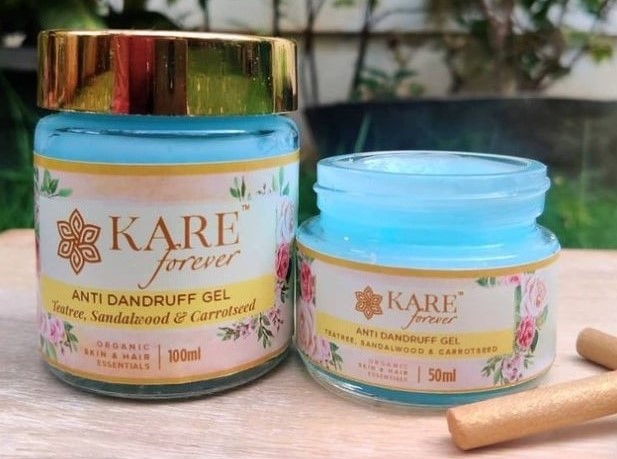 KARE™
forever
ANTI DANDRUFF GEL
Teatree, Sandalwood & Carrotseed
ORGANIC
SKIN & HAIR
ESSENTIALS
100ml
KARE™
forever
ANTI DANDRUFF GEL
TEATREE, SANDALWOOD & CARROTSEED
ORGANIC
SKIN & HAIR
ESSENTIALS
50ml